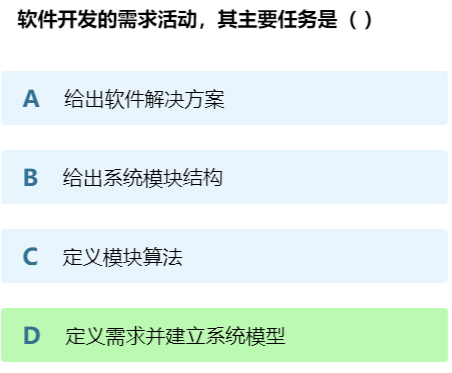 软件开发的需求活动，其主要任务是（ ）
A 给出软件解决方案
B 给出系统模块结构
C 定义模块算法
D 定义需求并建立系统模型